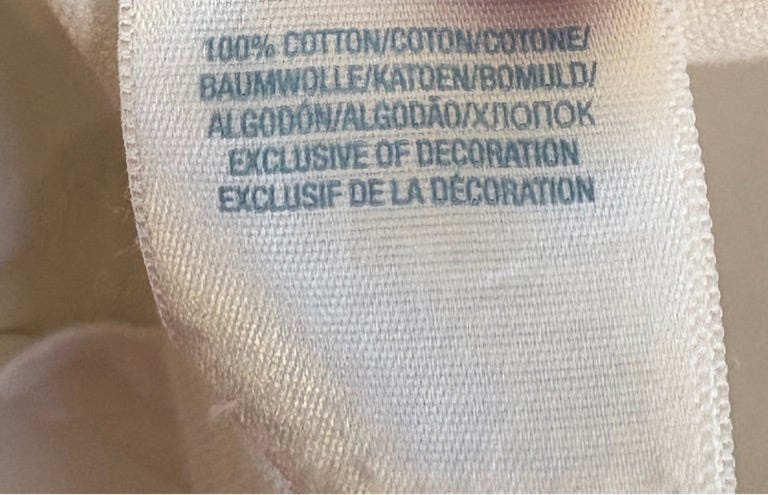 100% COTTON/COTON/COTONE/
BAUMWOLLE/KATOEN/BOMULD/
ALGODÓN/ALGODÃO/ХЛОПОК
EXCLUSIVE OF DECORATION
EXCLUSIF DE LA DÉCORATION